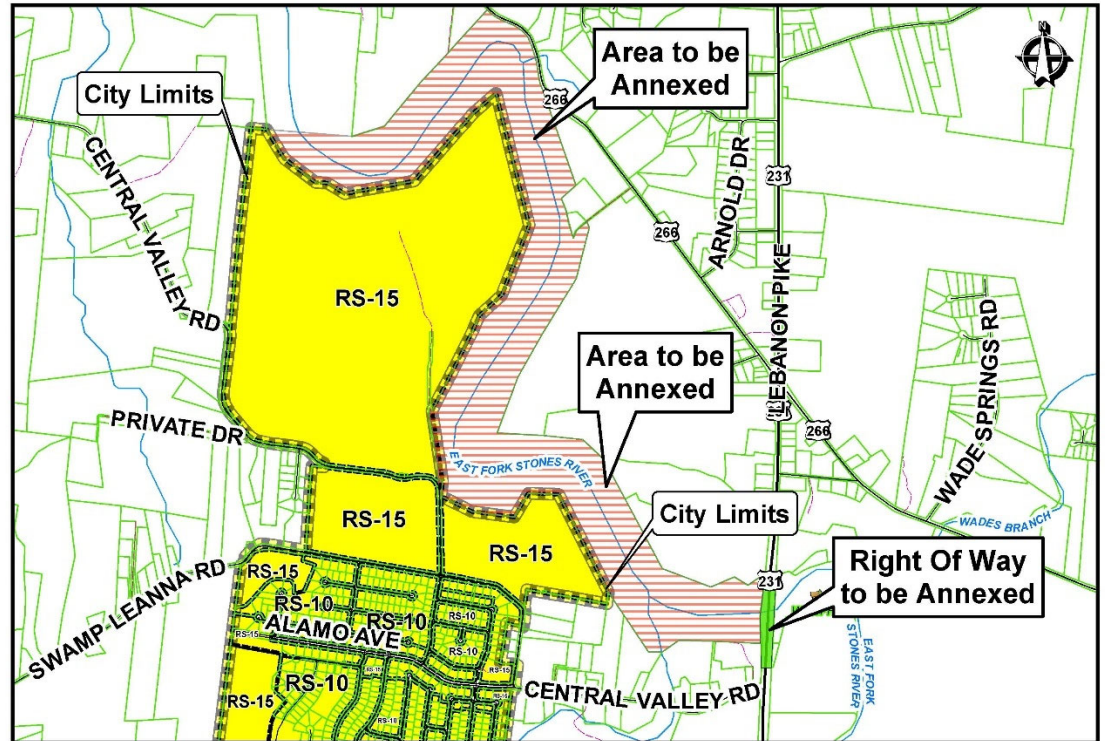 N
Area to be
Annexed
City Limits
266
CENTRAL VALLEY RD
ARNOLD DR
231
266
RS-15
LEBANON PIKE
Area to be
Annexed
WADE SPRINGS RD
PRIVATE DR
266
EAST FORK STONES RIVER
City Limits
RS-15
WADES BRANCH
RS-15
Right Of Way
to be Annexed
231
SWAMP LEANNA RD
RS-15
RS-10
RS-10
RS-10
ALAMO AVE
RS-15
RS-10
EAST FORK
STONES RIVER
RS-15
RS-15
RS-10
RS-15
CENTRAL VALLEY RD
RS-10